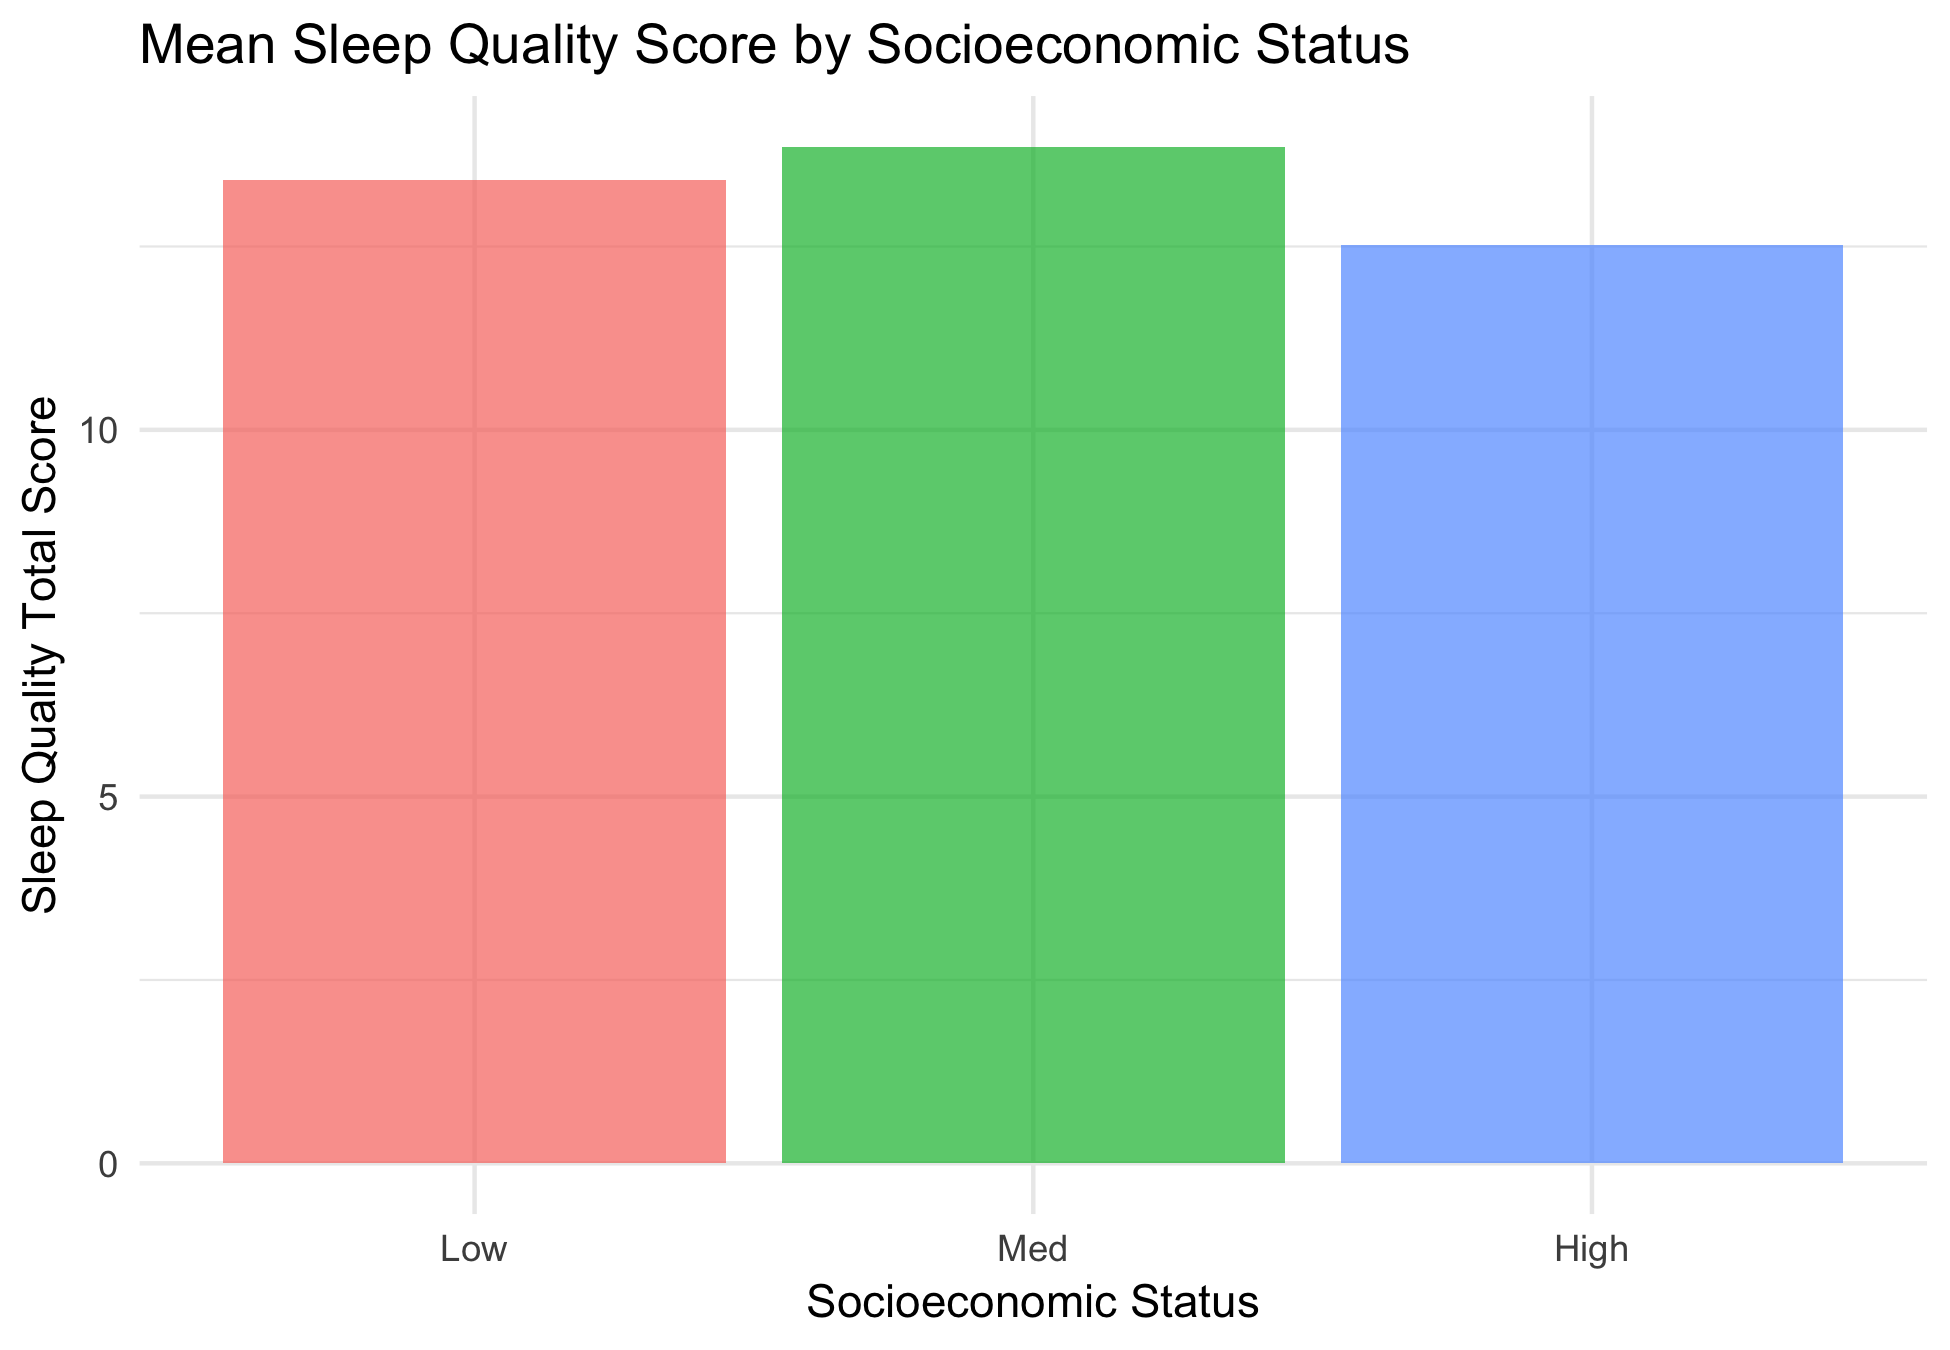 Mean Sleep Quality Score by Socioeconomic Status
Sleep Quality Total Score
10
5
0
Low
Med
High
Socioeconomic Status